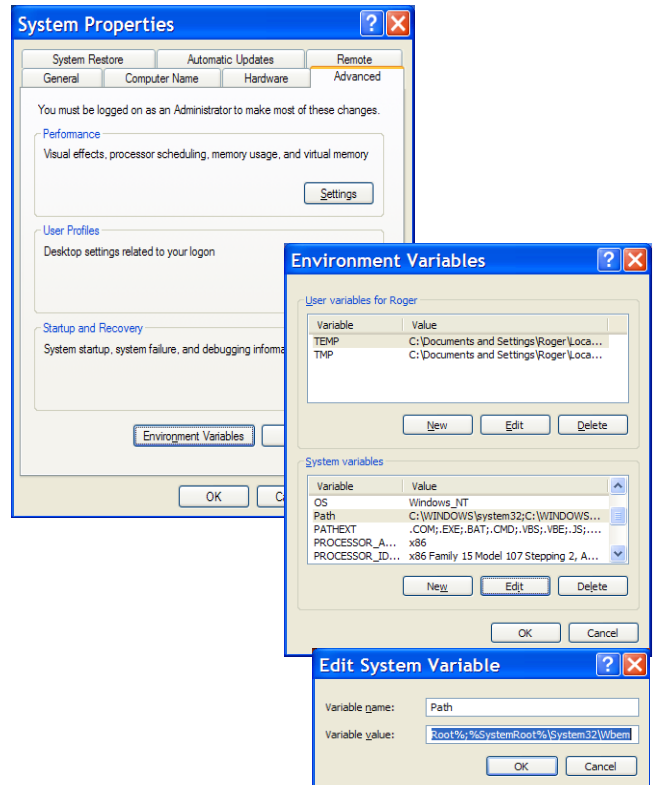 System Properties
System Restore
Automatic Updates
Remote
General
Computer Name
Hardware
Advanced
You must be logged on as an Administrator to make most of these changes.
Performance
Visual effects, processor scheduling, memory usage, and virtual memory
Settings
User Profiles
Desktop settings related to your logon
Startup and Recovery
System startup, system failure, and debugging
Environment Variables
OK
Environment Variables
User variables for Roger
Variable Value
TEMP C:\Documents and Settings\Roger\Loca...
TMP C:\Documents and Settings\Roger\Loca...
New Edit Delete
System variables
Variable Value
OS Windows_NT
Path C:\WINDOWS\system32;C:\WINDOWS...
PATHEXT .COM;.EXE;.BAT;.CMD;.VBS;.VBE;.JS;....
PROCESSOR_A... x86
PROCESSOR_ID... x86 Family 15 Model 107 Stepping 2, A...
New Edit Delete
OK Cancel
Edit System Variable
Variable name: Path
Variable value: Root%;%SystemRoot%\System32\Wbem
OK Cancel